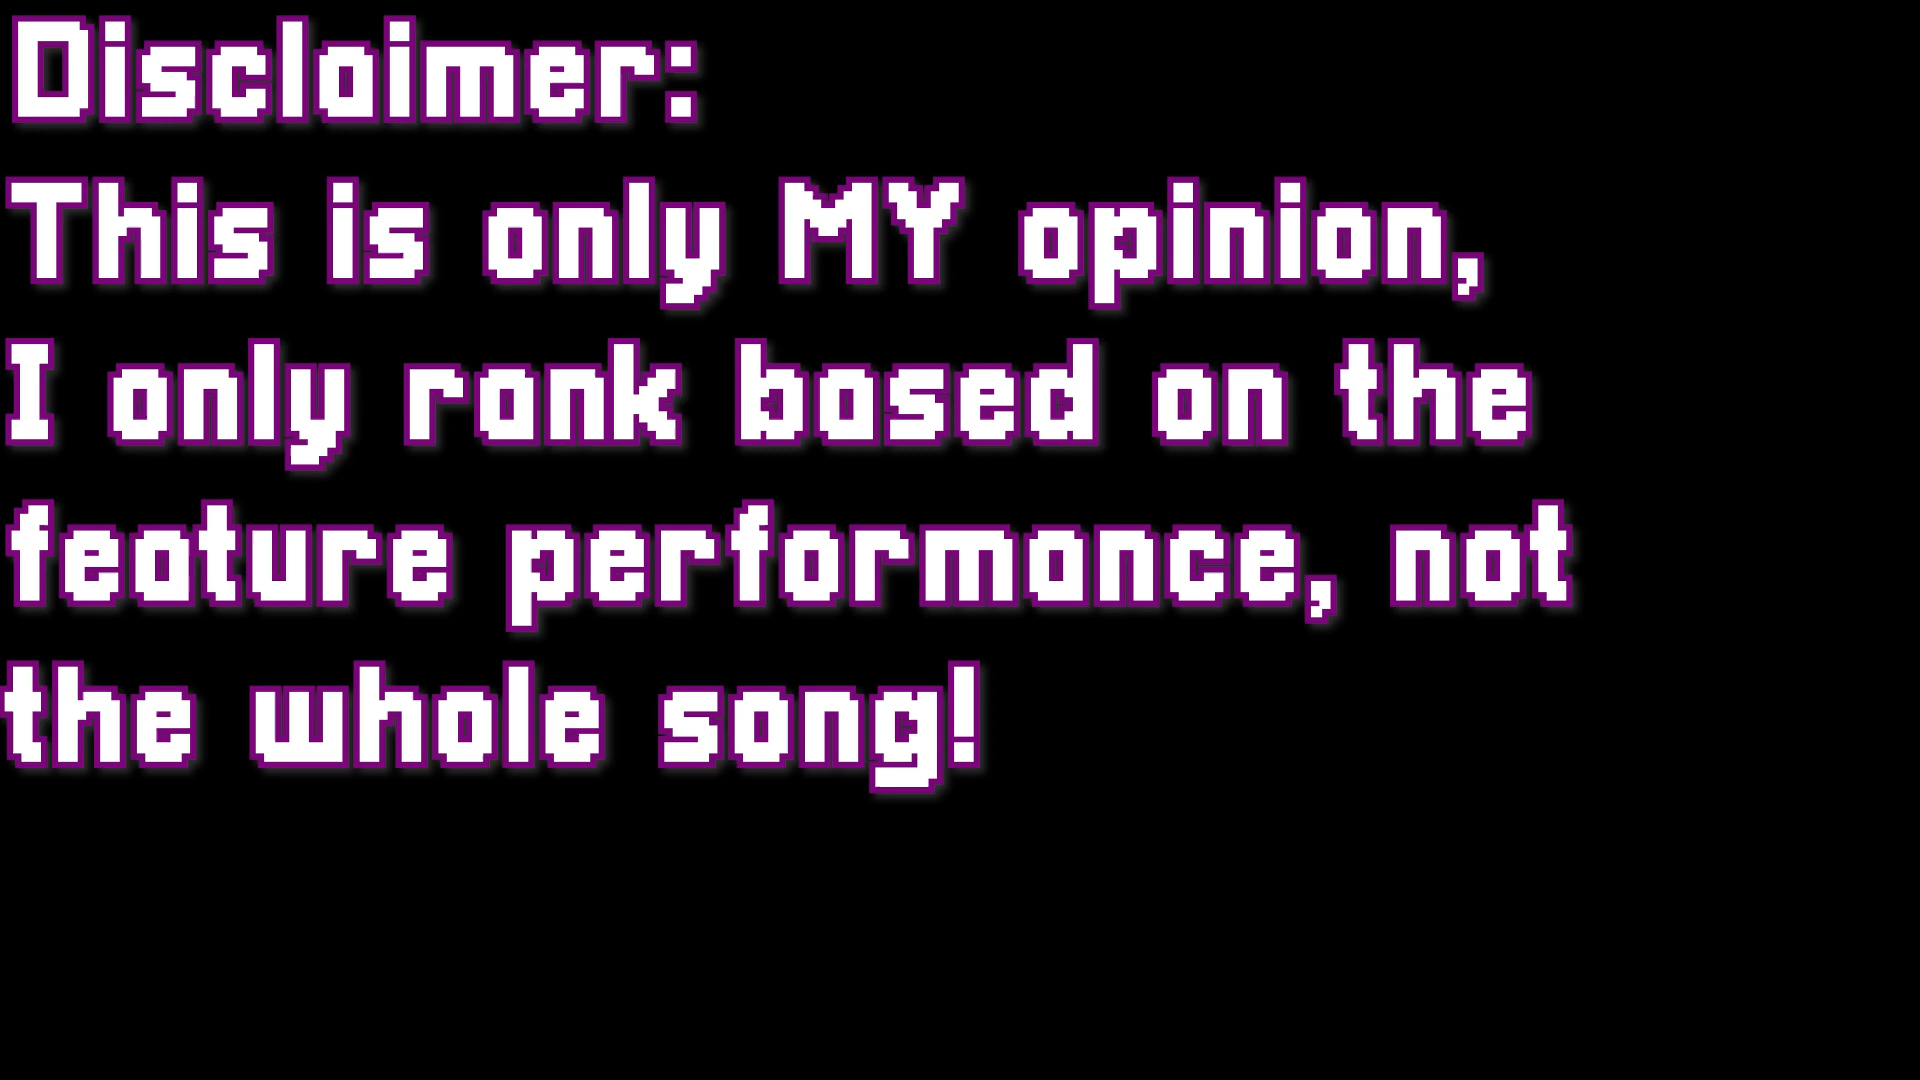 Disclaimer:
This is only MY opinion,
I only rank based on the
feature performance, not
the whole song!